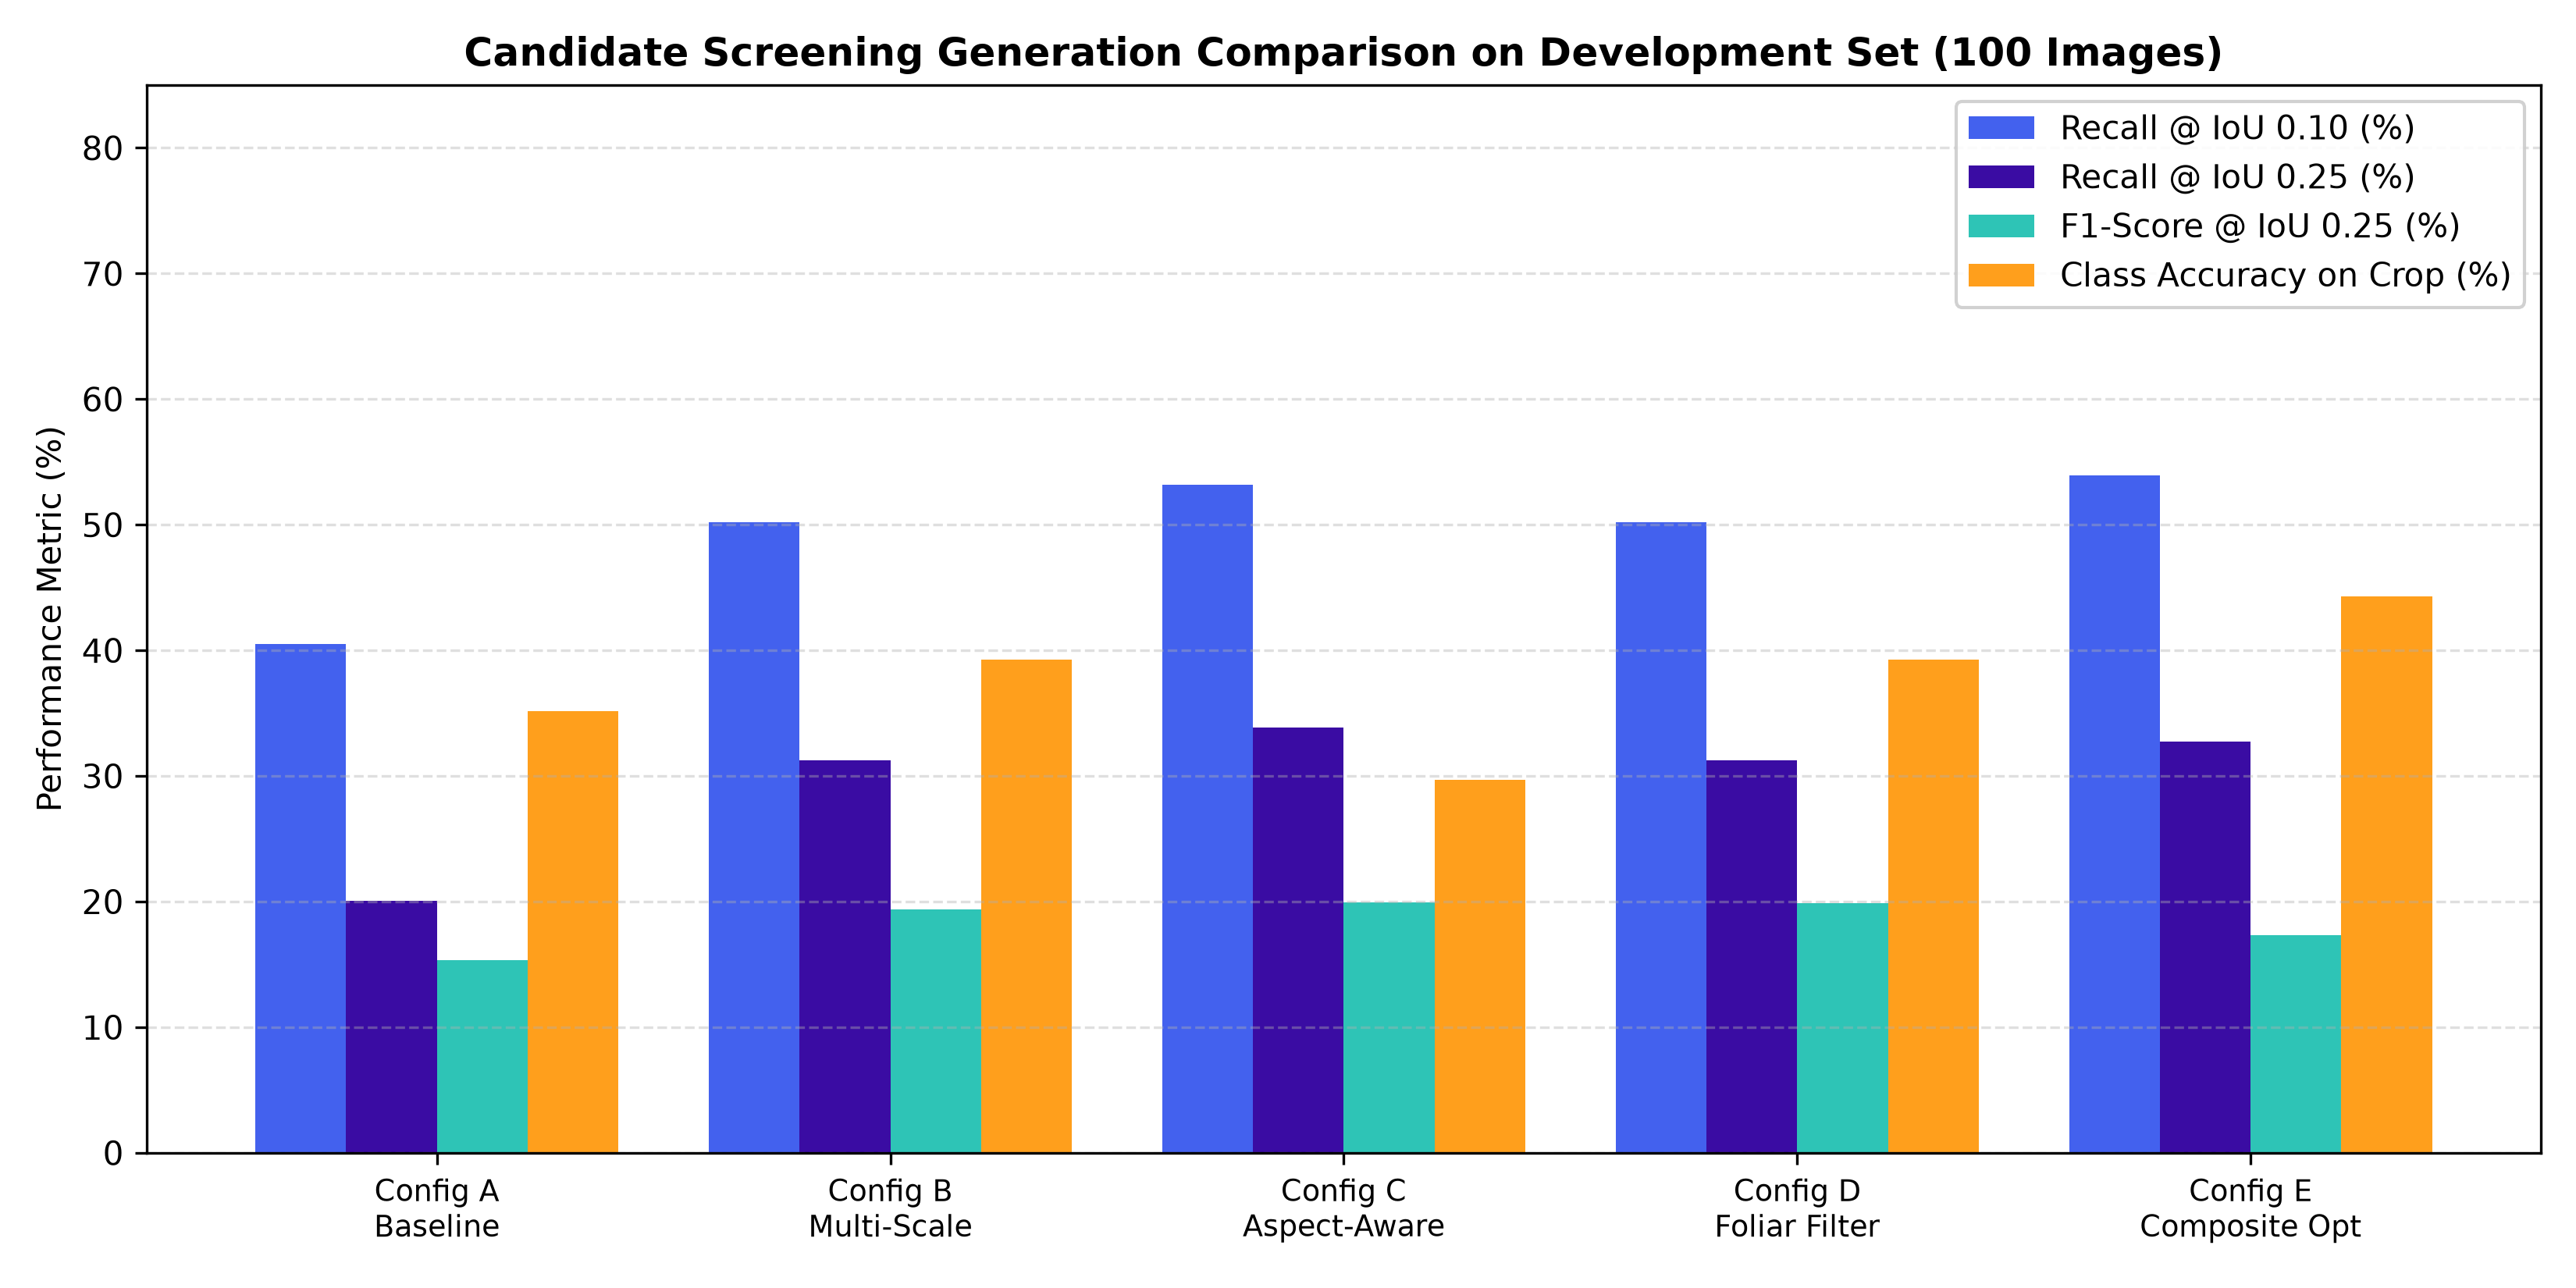 Candidate Screening Generation Comparison on Development Set (100 Images)
Recall @ IoU 0.10 (%)
Recall @ IoU 0.25 (%)
F1-Score @ IoU 0.25 (%)
Class Accuracy on Crop (%)
Performance Metric (%)
80
70
60
50
40
30
20
10
0
Config A
Baseline
Config B
Multi-Scale
Config C
Aspect-Aware
Config D
Foliar Filter
Config E
Composite Opt